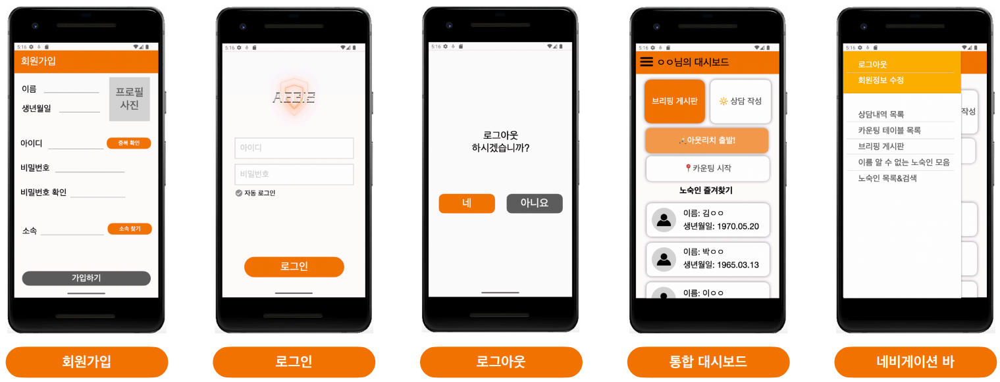 5:16
회원가입
이름
생년월일
프로필
사진
아이디
중복 확인
비밀번호
비밀번호 확인
소속
소속 찾기
가입하기
회원가입
5:16
아이디
비밀번호
자동 로그인
로그인
로그인
5:16
로그아웃
하시겠습니까?
네
아니요
로그아웃
5:16
ㅇㅇ님의 대시보드
브리핑 게시판
상담 작성
아웃리치 출발!
카운팅 시작
노숙인 즐겨찾기
이름: 김ㅇㅇ
생년월일: 1970.05.20
이름: 박ㅇㅇ
생년월일: 1965.03.13
이름: 이ㅇㅇ
통합 대시보드
5:16
로그아웃
회원정보 수정
작성
상담내역 목록
카운팅 테이블 목록
브리핑 게시판
이름 알 수 없는 노숙인 모음
노숙인 목록&검색
네비게이션 바